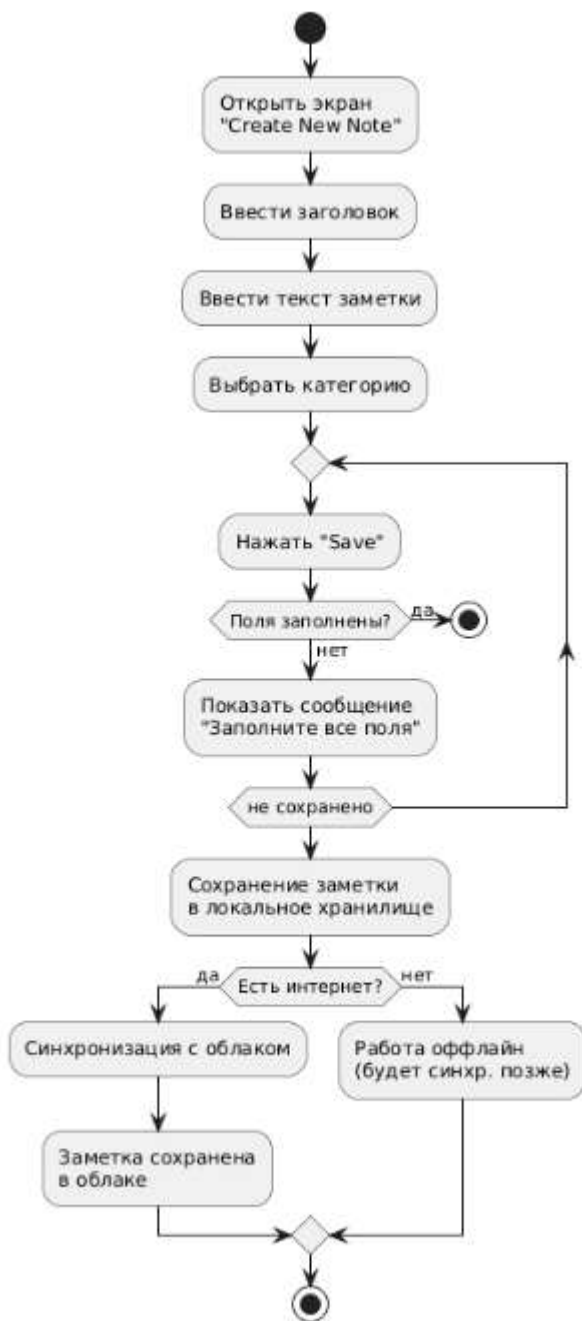 Открыть экран
"Create New Note"
Ввести заголовок
Ввести текст заметки
Выбрать категорию
Нажать "Save"
Поля заполнены?
да
нет
Показать сообщение
"Заполните все поля"
не сохранено
Сохранение заметки
в локальное хранилище
да
Есть интернет?
нет
Синхронизация с облаком
Работа оффлайн
(будет синхр. позже)
Заметка сохранена
в облаке